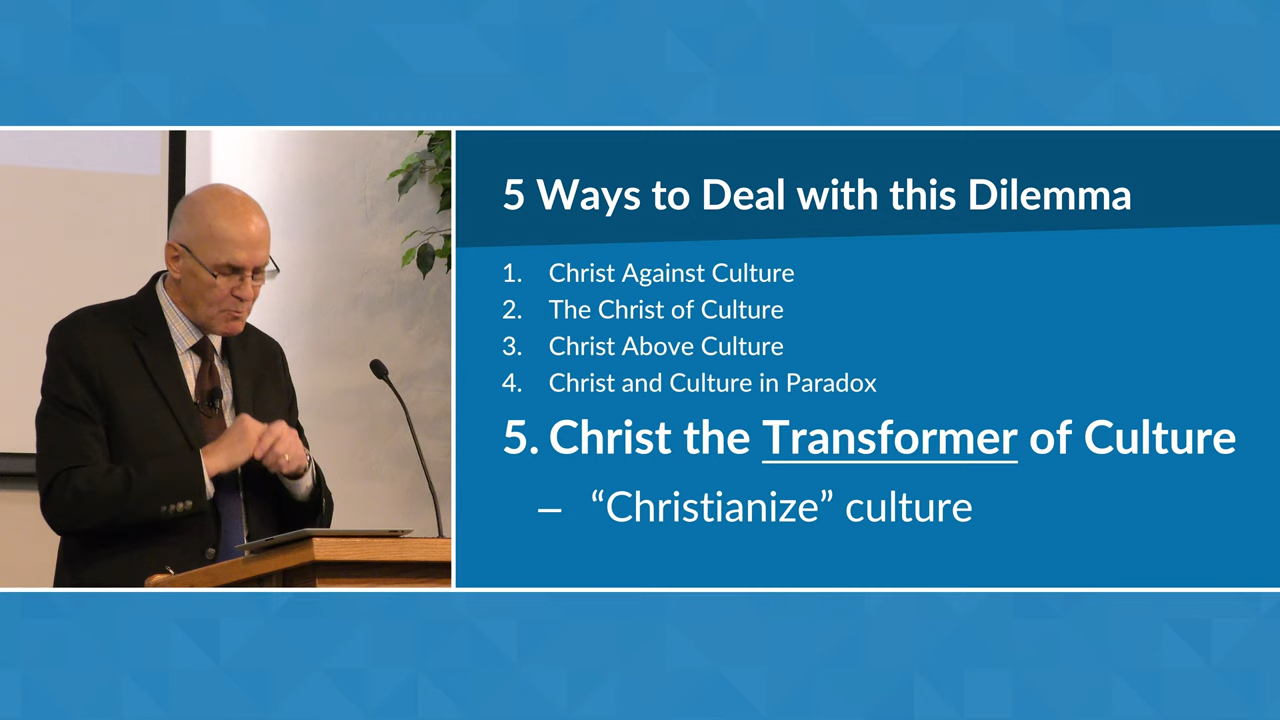 5 Ways to Deal with this Dilemma
1. Christ Against Culture
2. The Christ of Culture
3. Christ Above Culture
4. Christ and Culture in Paradox
5. Christ the Transformer of Culture
– “Christianize” culture